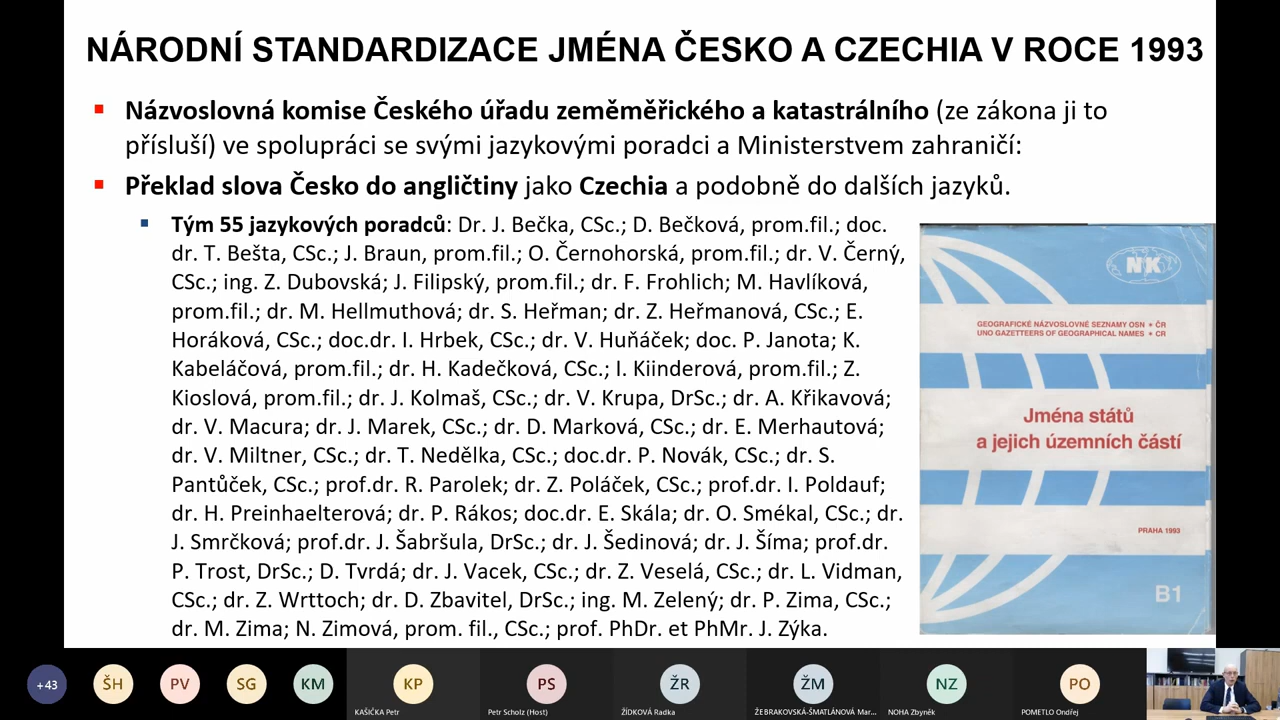 NÁRODNÍ STANDARDIZACE JMÉNA ČESKO A CZECHIA V ROCE 1993
▪ Názvoslovná komise Českého úřadu zeměměřického a katastrálního (ze zákona ji to
přísluší) ve spolupráci se svými jazykovými poradci a Ministerstvem zahraničí:
▪ Překlad slova Česko do angličtiny jako Czechia a podobně do dalších jazyků.
▪ Tým 55 jazykových poradců: Dr. J. Bečka, CSc.; D. Bečková, prom.fil.; doc.
dr. T. Bešta, CSc.; J. Braun, prom.fil.; O. Černohorská, prom.fil.; dr. V. Černý,
CSc.; ing. Z. Dubovská; J. Filipský, prom.fil.; dr. F. Frohlich; M. Havlíková,
prom.fil.; dr. M. Hellmuthová; dr. S. Heřman; dr. Z. Heřmanová, CSc.; E.
Horáková, CSc.; doc.dr. I. Hrbek, CSc.; dr. V. Huňáček; doc. P. Janota; K.
Kabeláčová, prom.fil.; dr. H. Kadečková, CSc.; I. Kiinderová, prom.fil.; Z.
Kioslová, prom.fil.; dr. J. Kolmaš, CSc.; dr. V. Krupa, DrSc.; dr. A. Křikavová;
dr. V. Macura; dr. J. Marek, CSc.; dr. D. Marková, CSc.; dr. E. Merhautová;
dr. V. Miltner, CSc.; dr. T. Nedělka, CSc.; doc.dr. P. Novák, CSc.; dr. S.
Pantůček, CSc.; prof.dr. R. Parolek; dr. Z. Poláček, CSc.; prof.dr. I. Poldauf;
dr. H. Preinhaelterová; dr. P. Rákos; doc.dr. E. Skála; dr. O. Smékal, CSc.; dr.
J. Smrčková; prof.dr. J. Šabršula, DrSc.; dr. J. Šedinová; dr. J. Šíma; prof.dr.
P. Trost, DrSc.; D. Tvrdá; dr. J. Vacek, CSc.; dr. Z. Veselá, CSc.; dr. L. Vidman,
CSc.; dr. Z. Wrttoch; dr. D. Zbavitel, DrSc.; ing. M. Zelený; dr. P. Zima, CSc.;
dr. M. Zima; N. Zimová, prom. fil., CSc.; prof. PhDr. et PhMr. J. Zýka.
NK
GEOGRAFICKÉ NÁZVOSLOVNÉ SEZNAMY OSN • ČR
UNO GAZETTEERS OF GEOGRAPHICAL NAMES • CR
Jména států
a jejich územních částí
PRAHA 1993
B1
+43 ŠH PV SG KM KP PS ŽR ŽM NZ PO
KAŠIČKA Petr Petr Scholz (Host) ŽÍDKOVÁ Radka ŽEBRAKOVSKÁ-ŠMATLÁNOVÁ Mar... NOHA Zbyněk POMETLO Ondřej